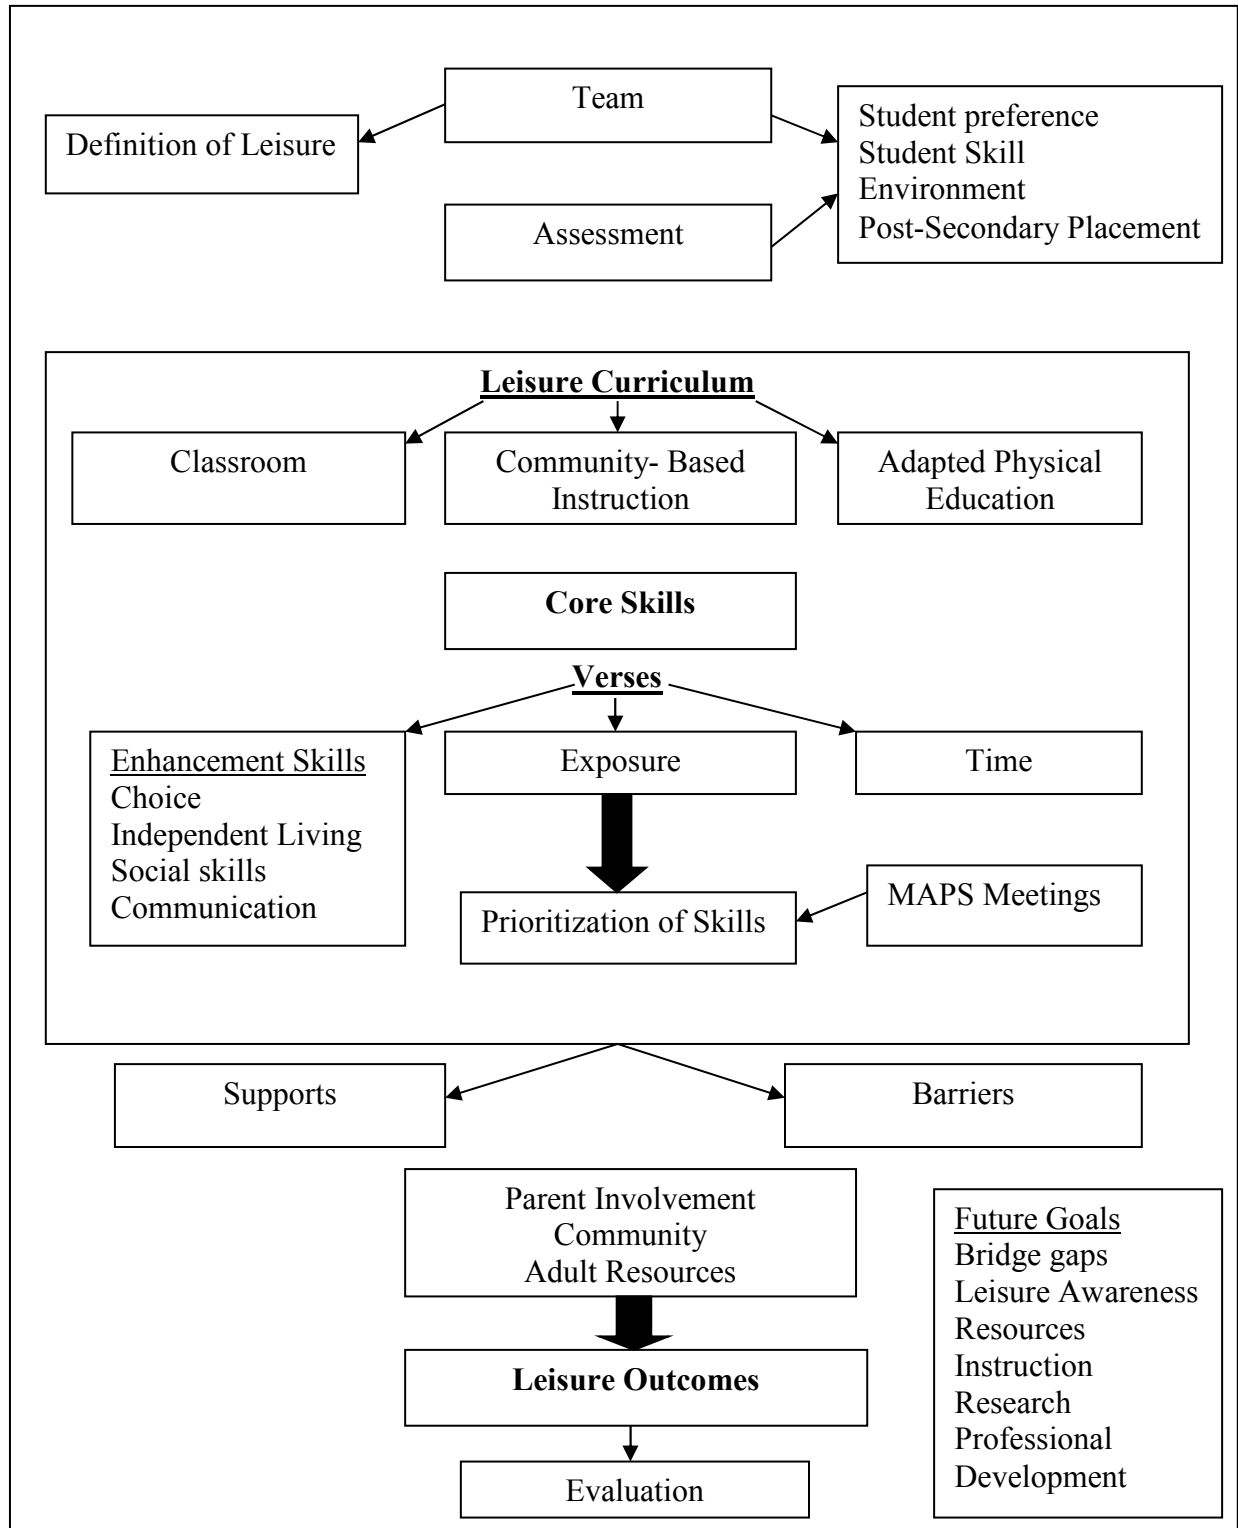 Team
Definition of Leisure
Student preference
Student Skill
Environment
Post-Secondary Placement
Assessment
Leisure Curriculum
Classroom
Community- Based
Instruction
Adapted Physical
Education
Core Skills
Verses
Enhancement Skills
Choice
Independent Living
Social skills
Communication
Exposure
Time
Prioritization of Skills
MAPS Meetings
Supports
Barriers
Parent Involvement
Community
Adult Resources
Future Goals
Bridge gaps
Leisure Awareness
Resources
Instruction
Research
Professional
Development
Leisure Outcomes
Evaluation